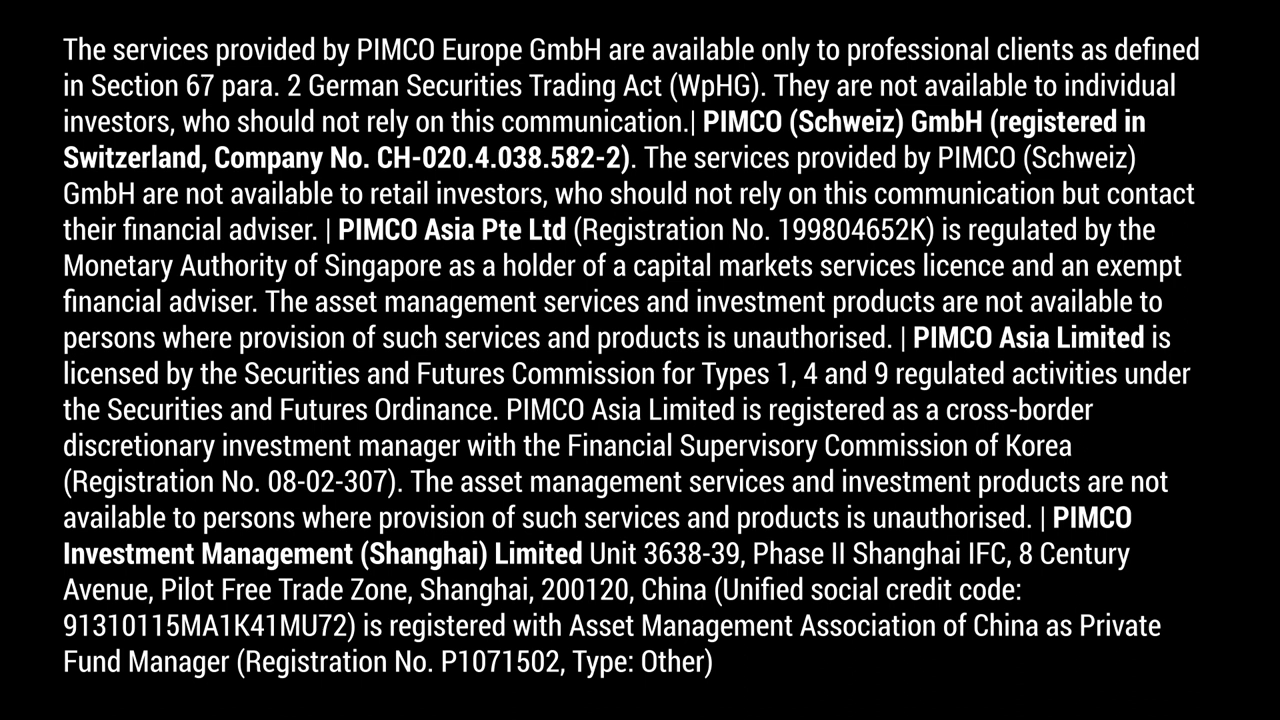 The services provided by PIMCO Europe GmbH are available only to professional clients as defined
in Section 67 para. 2 German Securities Trading Act (WpHG). They are not available to individual
investors, who should not rely on this communication.| PIMCO (Schweiz) GmbH (registered in
Switzerland, Company No. CH-020.4.038.582-2). The services provided by PIMCO (Schweiz)
GmbH are not available to retail investors, who should not rely on this communication but contact
their financial adviser. | PIMCO Asia Pte Ltd (Registration No. 199804652K) is regulated by the
Monetary Authority of Singapore as a holder of a capital markets services licence and an exempt
financial adviser. The asset management services and investment products are not available to
persons where provision of such services and products is unauthorised. | PIMCO Asia Limited is
licensed by the Securities and Futures Commission for Types 1, 4 and 9 regulated activities under
the Securities and Futures Ordinance. PIMCO Asia Limited is registered as a cross-border
discretionary investment manager with the Financial Supervisory Commission of Korea
(Registration No. 08-02-307). The asset management services and investment products are not
available to persons where provision of such services and products is unauthorised. | PIMCO
Investment Management (Shanghai) Limited Unit 3638-39, Phase II Shanghai IFC, 8 Century
Avenue, Pilot Free Trade Zone, Shanghai, 200120, China (Unified social credit code:
91310115MA1K41MU72) is registered with Asset Management Association of China as Private
Fund Manager (Registration No. P1071502, Type: Other)